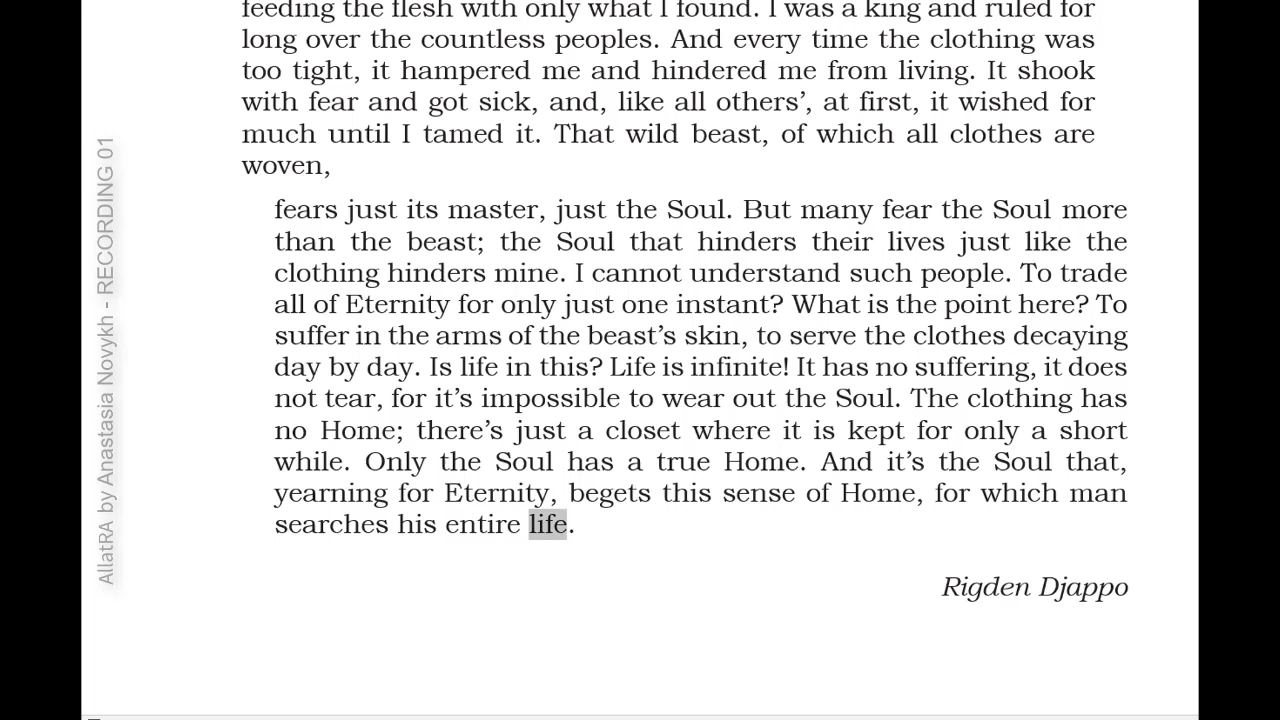 feeding the flesh with only what I found. I was a king and ruled for
long over the countless peoples. And every time the clothing was
too tight, it hampered me and hindered me from living. It shook
with fear and got sick, and, like all others’, at first, it wished for
much until I tamed it. That wild beast, of which all clothes are
woven,
fears just its master, just the Soul. But many fear the Soul more
than the beast; the Soul that hinders their lives just like the
clothing hinders mine. I cannot understand such people. To trade
all of Eternity for only just one instant? What is the point here? To
suffer in the arms of the beast’s skin, to serve the clothes decaying
day by day. Is life in this? Life is infinite! It has no suffering, it does
not tear, for it’s impossible to wear out the Soul. The clothing has
no Home; there’s just a closet where it is kept for only a short
while. Only the Soul has a true Home. And it’s the Soul that,
yearning for Eternity, begets this sense of Home, for which man
searches his entire life.
Rigden Djappo
AllatRA by Anastasia Novykh - RECORDING 01